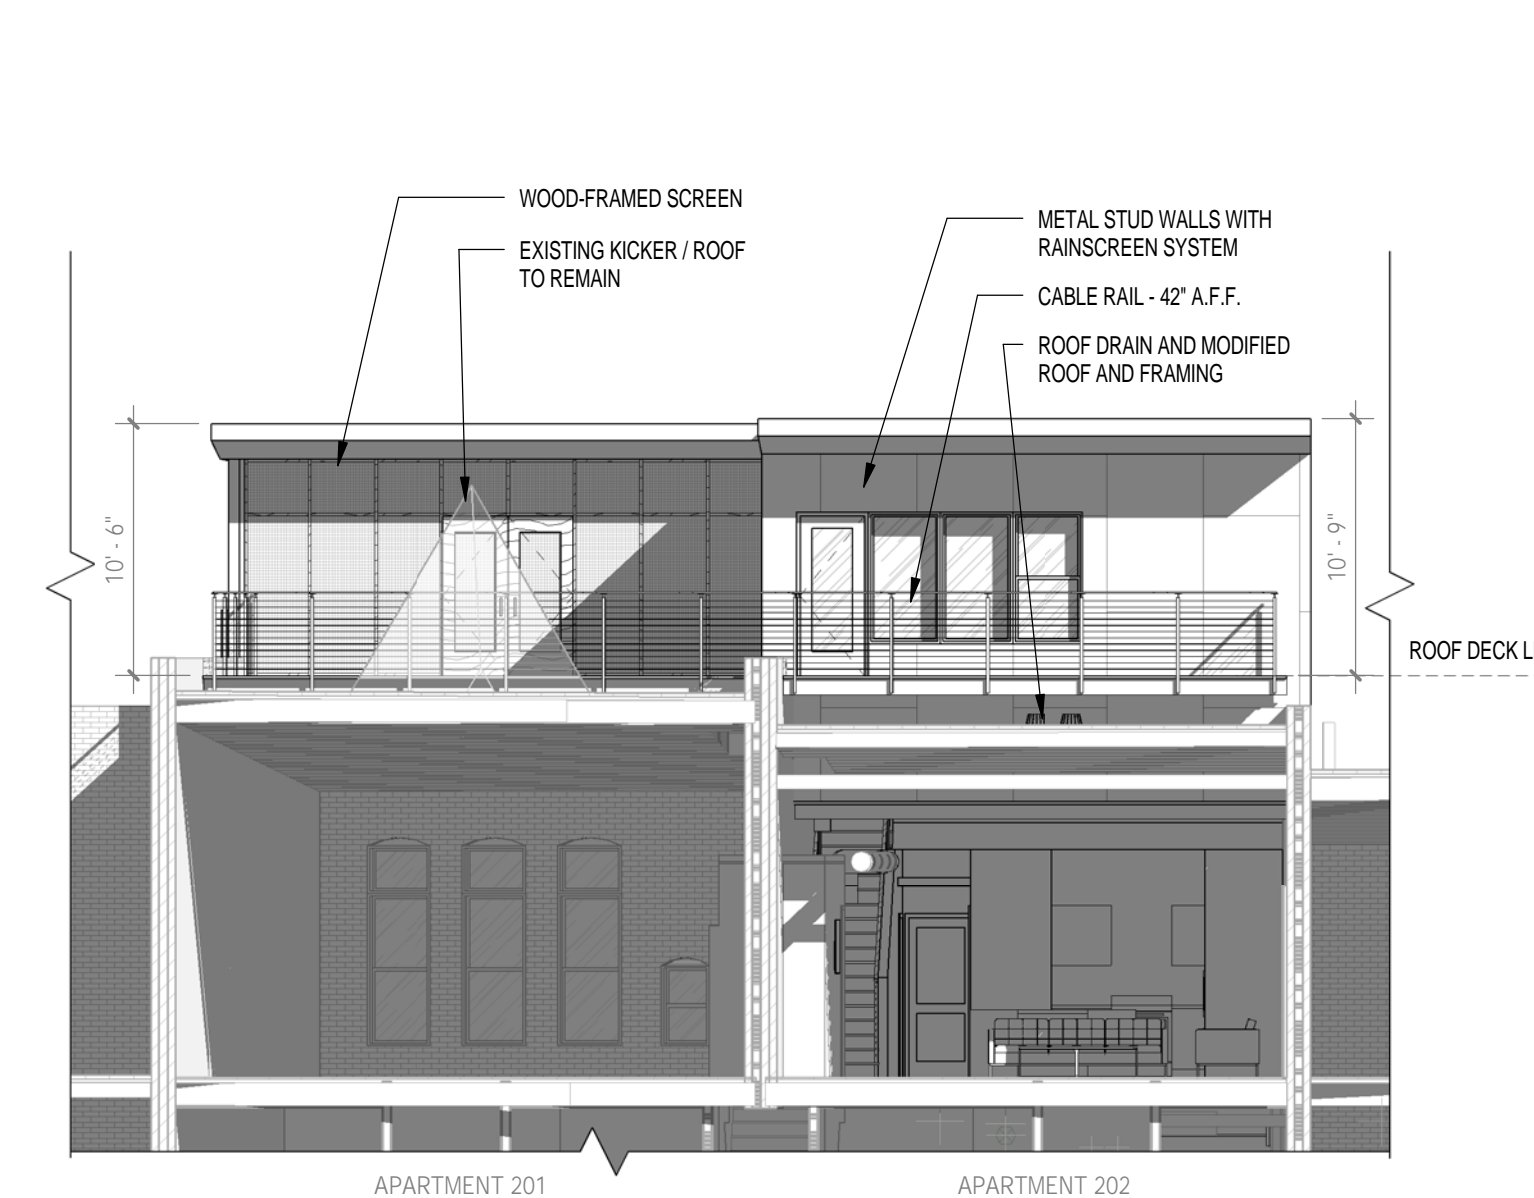 WOOD-FRAMED SCREEN
EXISTING KICKER / ROOF
TO REMAIN
METAL STUD WALLS WITH
RAINSCREEN SYSTEM
CABLE RAIL - 42" A.F.F.
ROOF DRAIN AND MODIFIED
ROOF AND FRAMING
10' - 6"
10' - 9"
ROOF DECK L
APARTMENT 201
APARTMENT 202